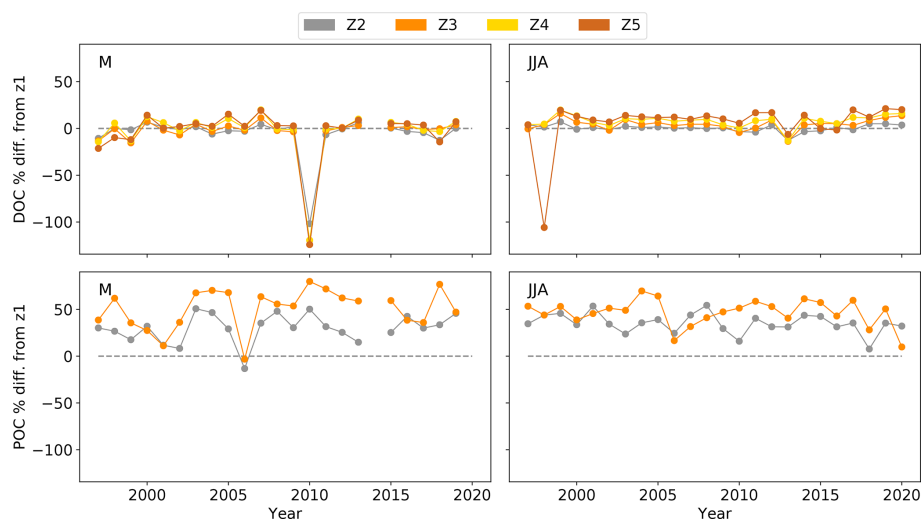 Z2 Z3 Z4 Z5
M JJA
DOC % diff. from z1
50
0
−50
−100
M JJA
POC % diff. from z1
50
0
−50
−100
2000 2005 2010 2015 2020 2000 2005 2010 2015 2020
Year Year